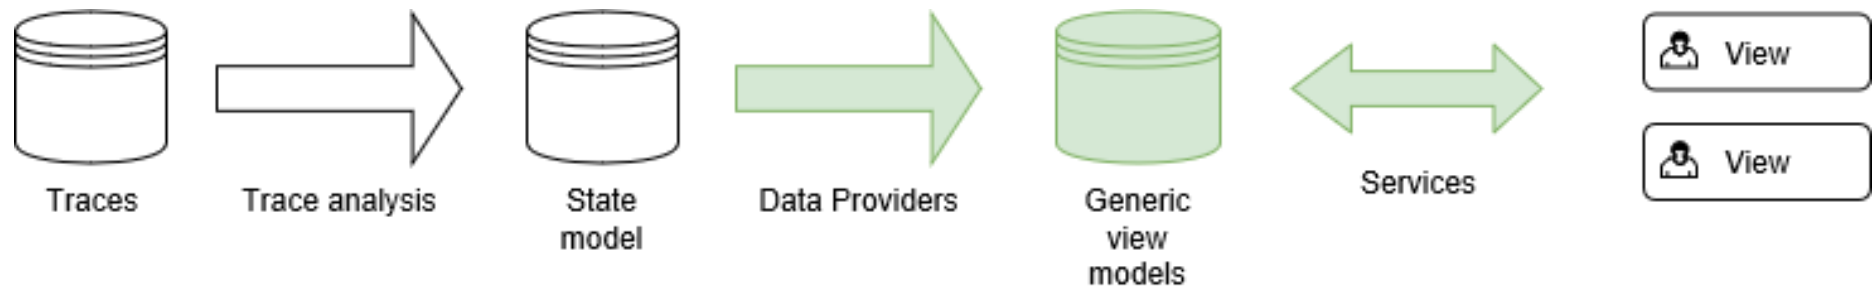 Traces
Trace analysis
State
model
Data Providers
Generic
view
models
Services
View
View